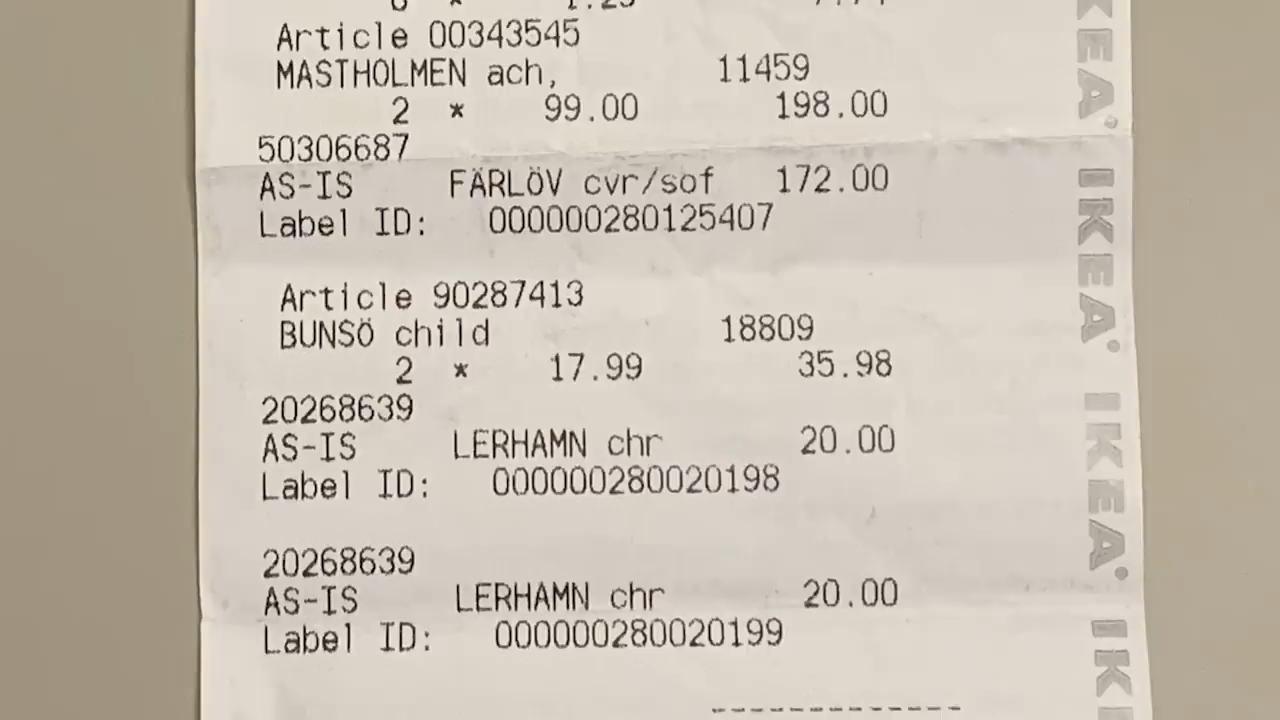 Article 00343545
MASTHOLMEN ach, 11459
2 * 99.00 198.00
50306687
AS-IS FÄRLÖV cvr/sof 172.00
Label ID: 000000280125407
Article 90287413
BUNSÖ child 18809
2 * 17.99 35.98
20268639
AS-IS LERHAMN chr 20.00
Label ID: 000000280020198
20268639
AS-IS LERHAMN chr 20.00
Label ID: 000000280020199
IKEA
IKEA
IKEA